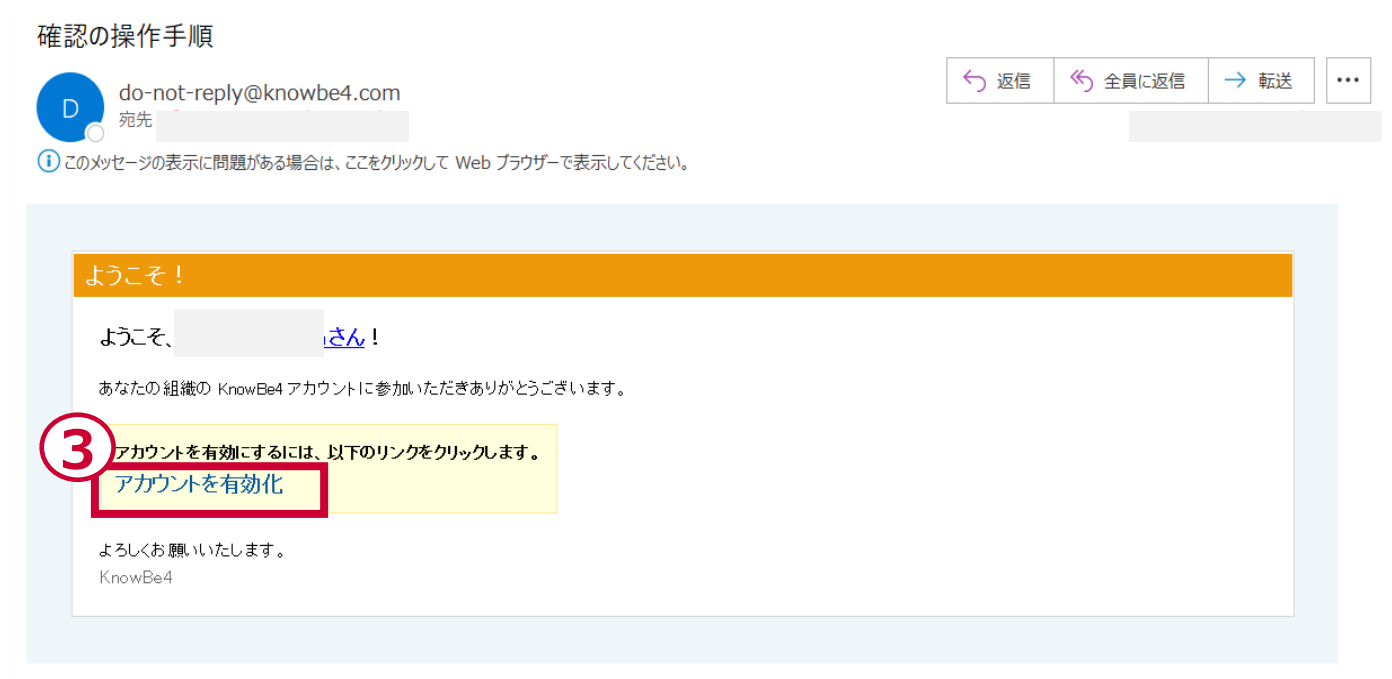 確認の操作手順
D
do-not-reply@knowbe4.com
宛先
返信
全員に返信
転送
このメッセージの表示に問題がある場合は、ここをクリックして Web ブラウザーで表示してください。
ようこそ！
ようこそ、 さん！
あなたの組織の KnowBe4 アカウントに参加いただきありがとうございます。
③
アカウントを有効にするには、以下のリンクをクリックします。
アカウントを有効化
よろしくお願いいたします。
KnowBe4